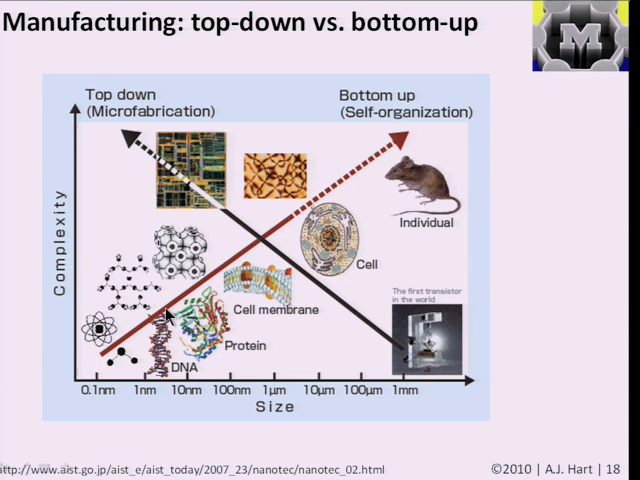 Manufacturing: top-down vs. bottom-up
M
Top down
(Microfabrication)
Bottom up
(Self-organization)
Complexity
Individual
Cell
The first transistor
in the world
Cell membrane
Protein
DNA
0.1nm 1nm 10nm 100nm 1μm 10μm 100μm 1mm
Size
http://www.aist.go.jp/aist_e/aist_today/2007_23/nanotec/nanotec_02.html
©2010 | A.J. Hart | 18